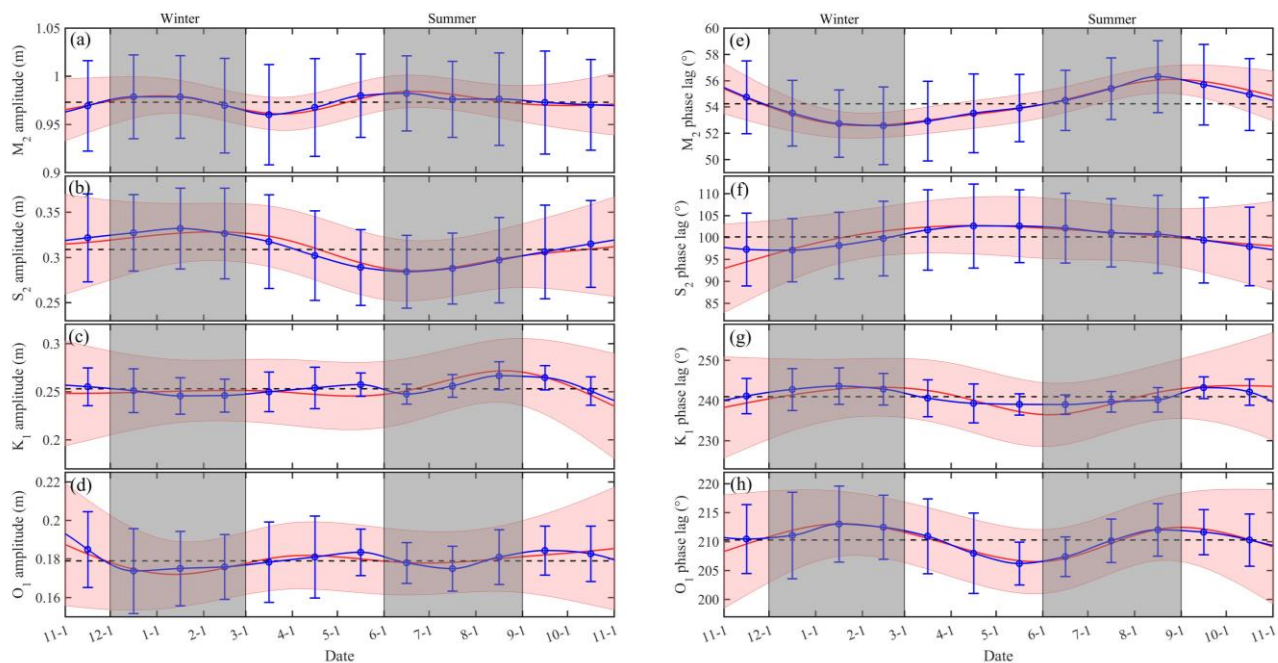 Winter Summer
(a)
M2 amplitude (m)
1.05
1
0.95
0.9
(b)
S2 amplitude (m)
0.35
0.3
0.25
(c)
K1 amplitude (m)
0.3
0.25
0.2
(d)
O1 amplitude (m)
0.22
0.2
0.18
0.16
11-1 12-1 1-1 2-1 3-1 4-1 5-1 6-1 7-1 8-1 9-1 10-1 11-1
Date
Winter Summer
(e)
M2 phase lag (°)
60
58
56
54
52
50
(f)
S2 phase lag (°)
110
105
100
95
90
85
(g)
K1 phase lag (°)
250
240
230
(h)
O1 phase lag (°)
220
215
210
205
200
11-1 12-1 1-1 2-1 3-1 4-1 5-1 6-1 7-1 8-1 9-1 10-1 11-1
Date